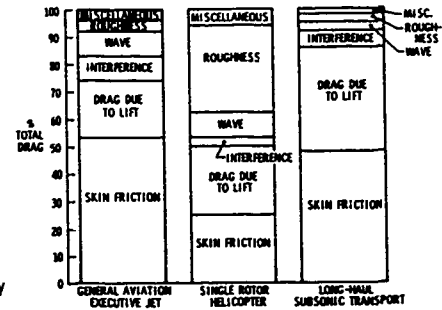 100
90
80
70
60
50
40
30
20
10
0
%
TOTAL
DRAG
MISCELLANEOUS
ROUGHNESS
WAVE
INTERFERENCE
DRAG DUE
TO LIFT
SKIN FRICTION
GENERAL AVIATION
EXECUTIVE JET
MISCELLANEOUS
ROUGHNESS
WAVE
INTERFERENCE
DRAG DUE
TO LIFT
SKIN FRICTION
SINGLE ROTOR
HELICOPTER
MISC.
ROUGH-
NESS
WAVE
INTERFERENCE
DRAG DUE
TO LIFT
SKIN FRICTION
LONG-HAUL
SUBSONIC TRANSPORT
y